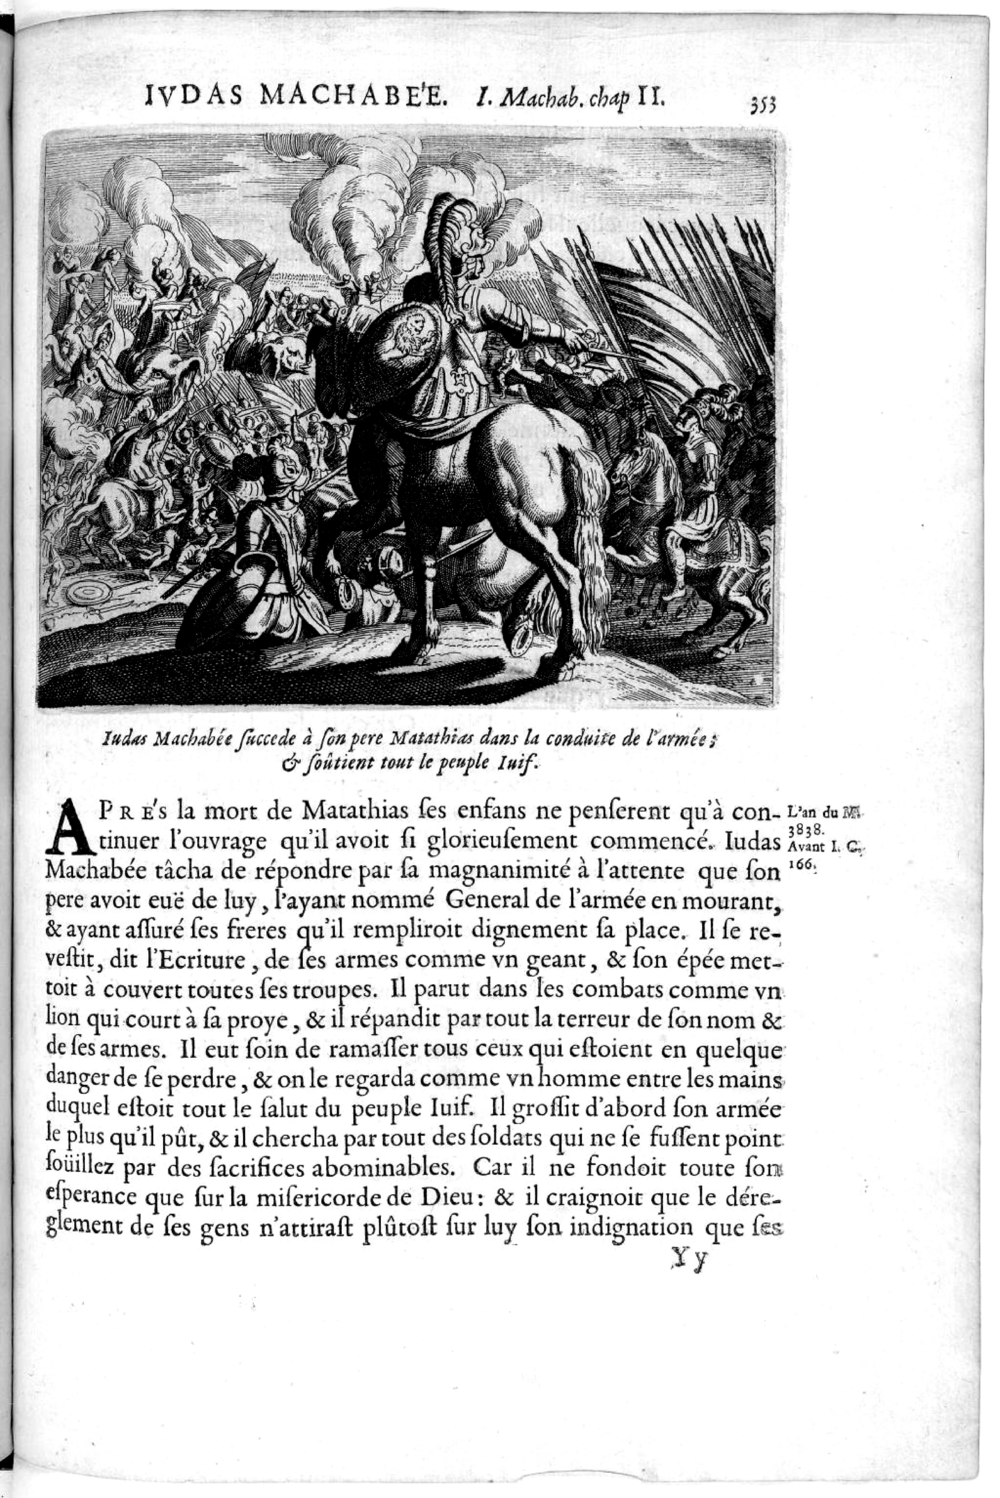 IVDAS MACHABE'E. I. Machab. chap II. 353
Iudas Machabée ſuccede à ſon pere Matathias dans la conduite de l'armée;
& ſoûtient tout le peuple Iuif.
APRE's la mort de Matathias ſes enfans ne penſerent qu'à con-
tinuer l'ouvrage qu'il avoit ſi glorieuſement commencé. Iudas
Machabée tâcha de répondre par ſa magnanimité à l'attente que ſon
pere avoit euë de luy, l'ayant nommé General de l'armée en mourant,
& ayant aſſuré ſes freres qu'il rempliroit dignement ſa place. Il ſe re-
veſtit, dit l'Ecriture, de ſes armes comme vn geant, & ſon épée met-
toit à couvert toutes ſes troupes. Il parut dans les combats comme vn
lion qui court à ſa proye, & il répandit par tout la terreur de ſon nom &
de ſes armes. Il eut ſoin de ramaſſer tous ceux qui eſtoient en quelque
danger de ſe perdre, & on le regarda comme vn homme entre les mains
duquel eſtoit tout le ſalut du peuple Iuif. Il groſſit d'abord ſon armée
le plus qu'il pût, & il chercha par tout des ſoldats qui ne ſe fuſſent point
ſoüillez par des ſacrifices abominables. Car il ne fondoit toute ſon
eſperance que ſur la miſericorde de Dieu: & il craignoit que le dére-
glement de ſes gens n'attiraſt plûtoſt ſur luy ſon indignation que ſes
Yy
L'an du M.
3838.
Avant I. C.
166.